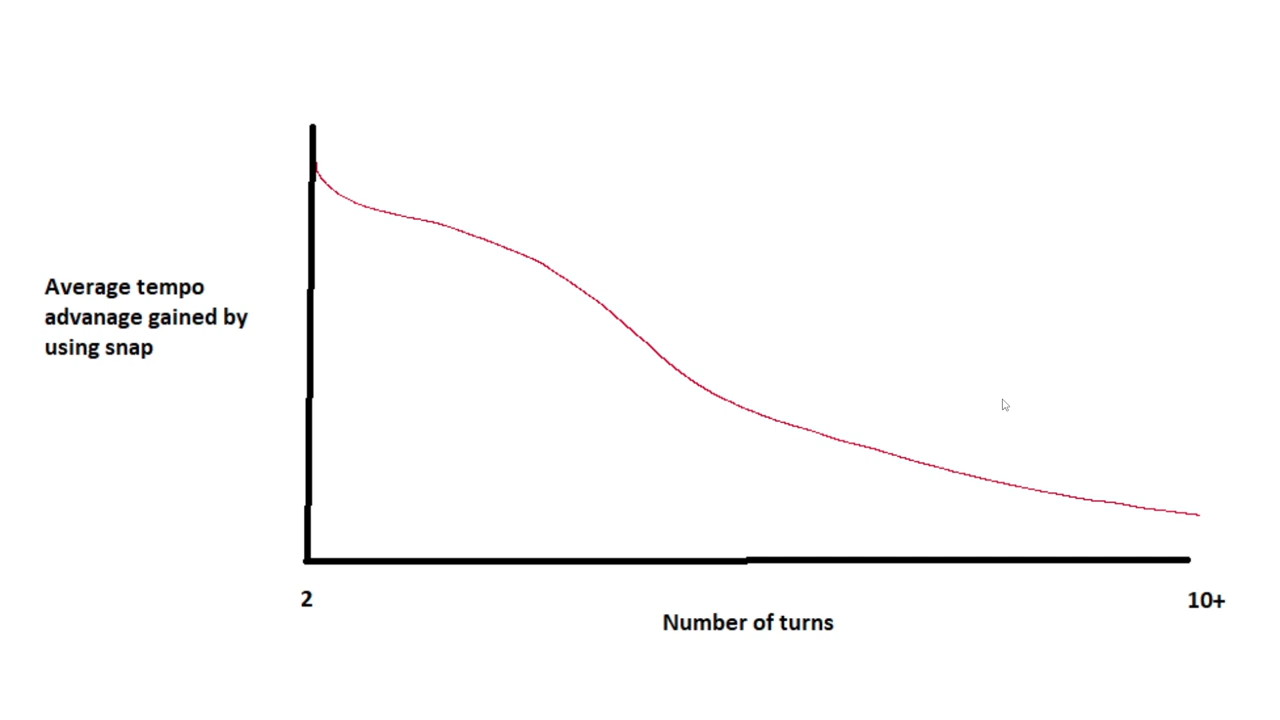 Average tempo
advanage gained by
using snap
2
10+
Number of turns